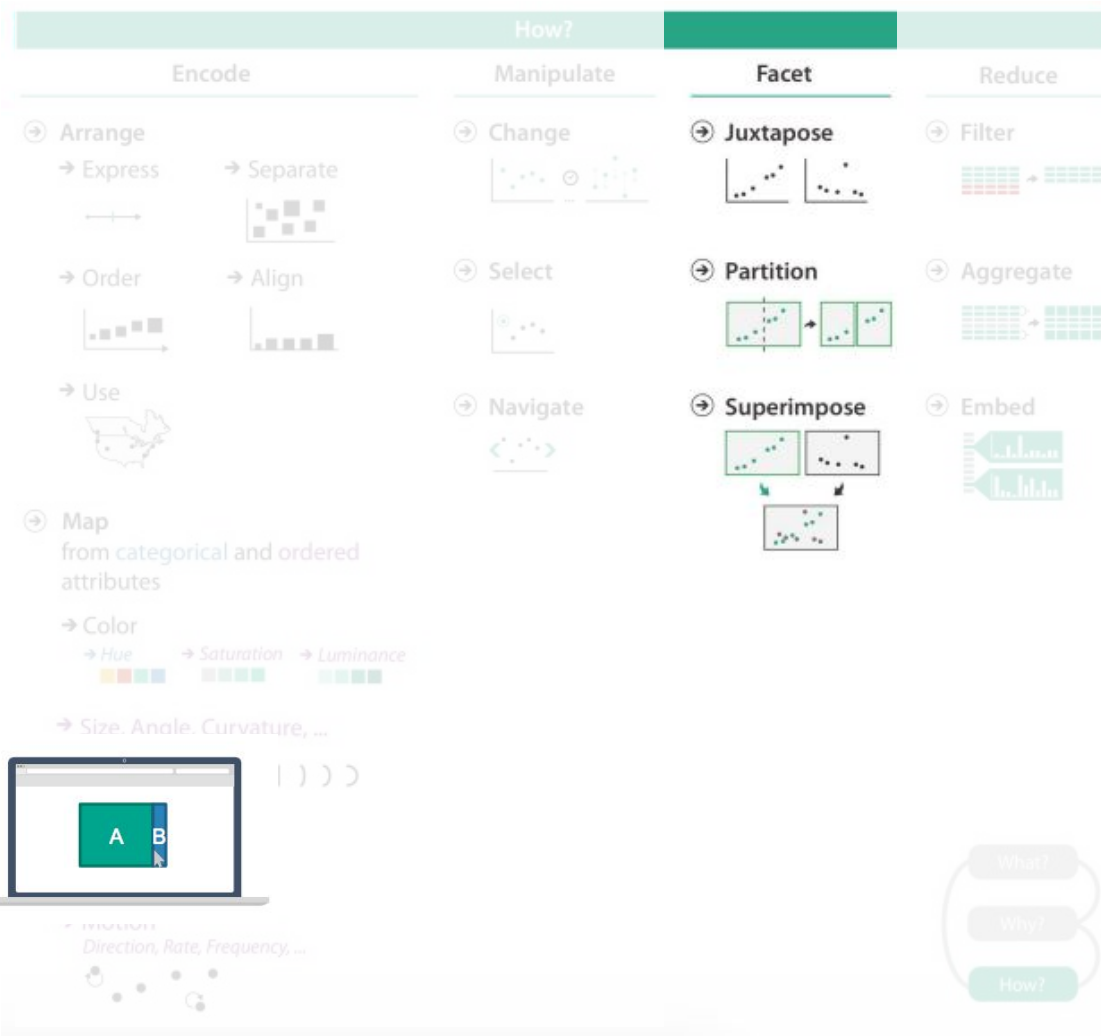 How?
Encode
Manipulate
Facet
Reduce
Arrange
Express
Separate
Order
Align
Use
Map
from categorical and ordered
attributes
Color
Hue
Saturation
Luminance
Size, Angle, Curvature, ...
A
B
Motion
Direction, Rate, Frequency, ...
Change
Select
Navigate
Juxtapose
Partition
Superimpose
Filter
Aggregate
Embed
What?
Why?
How?